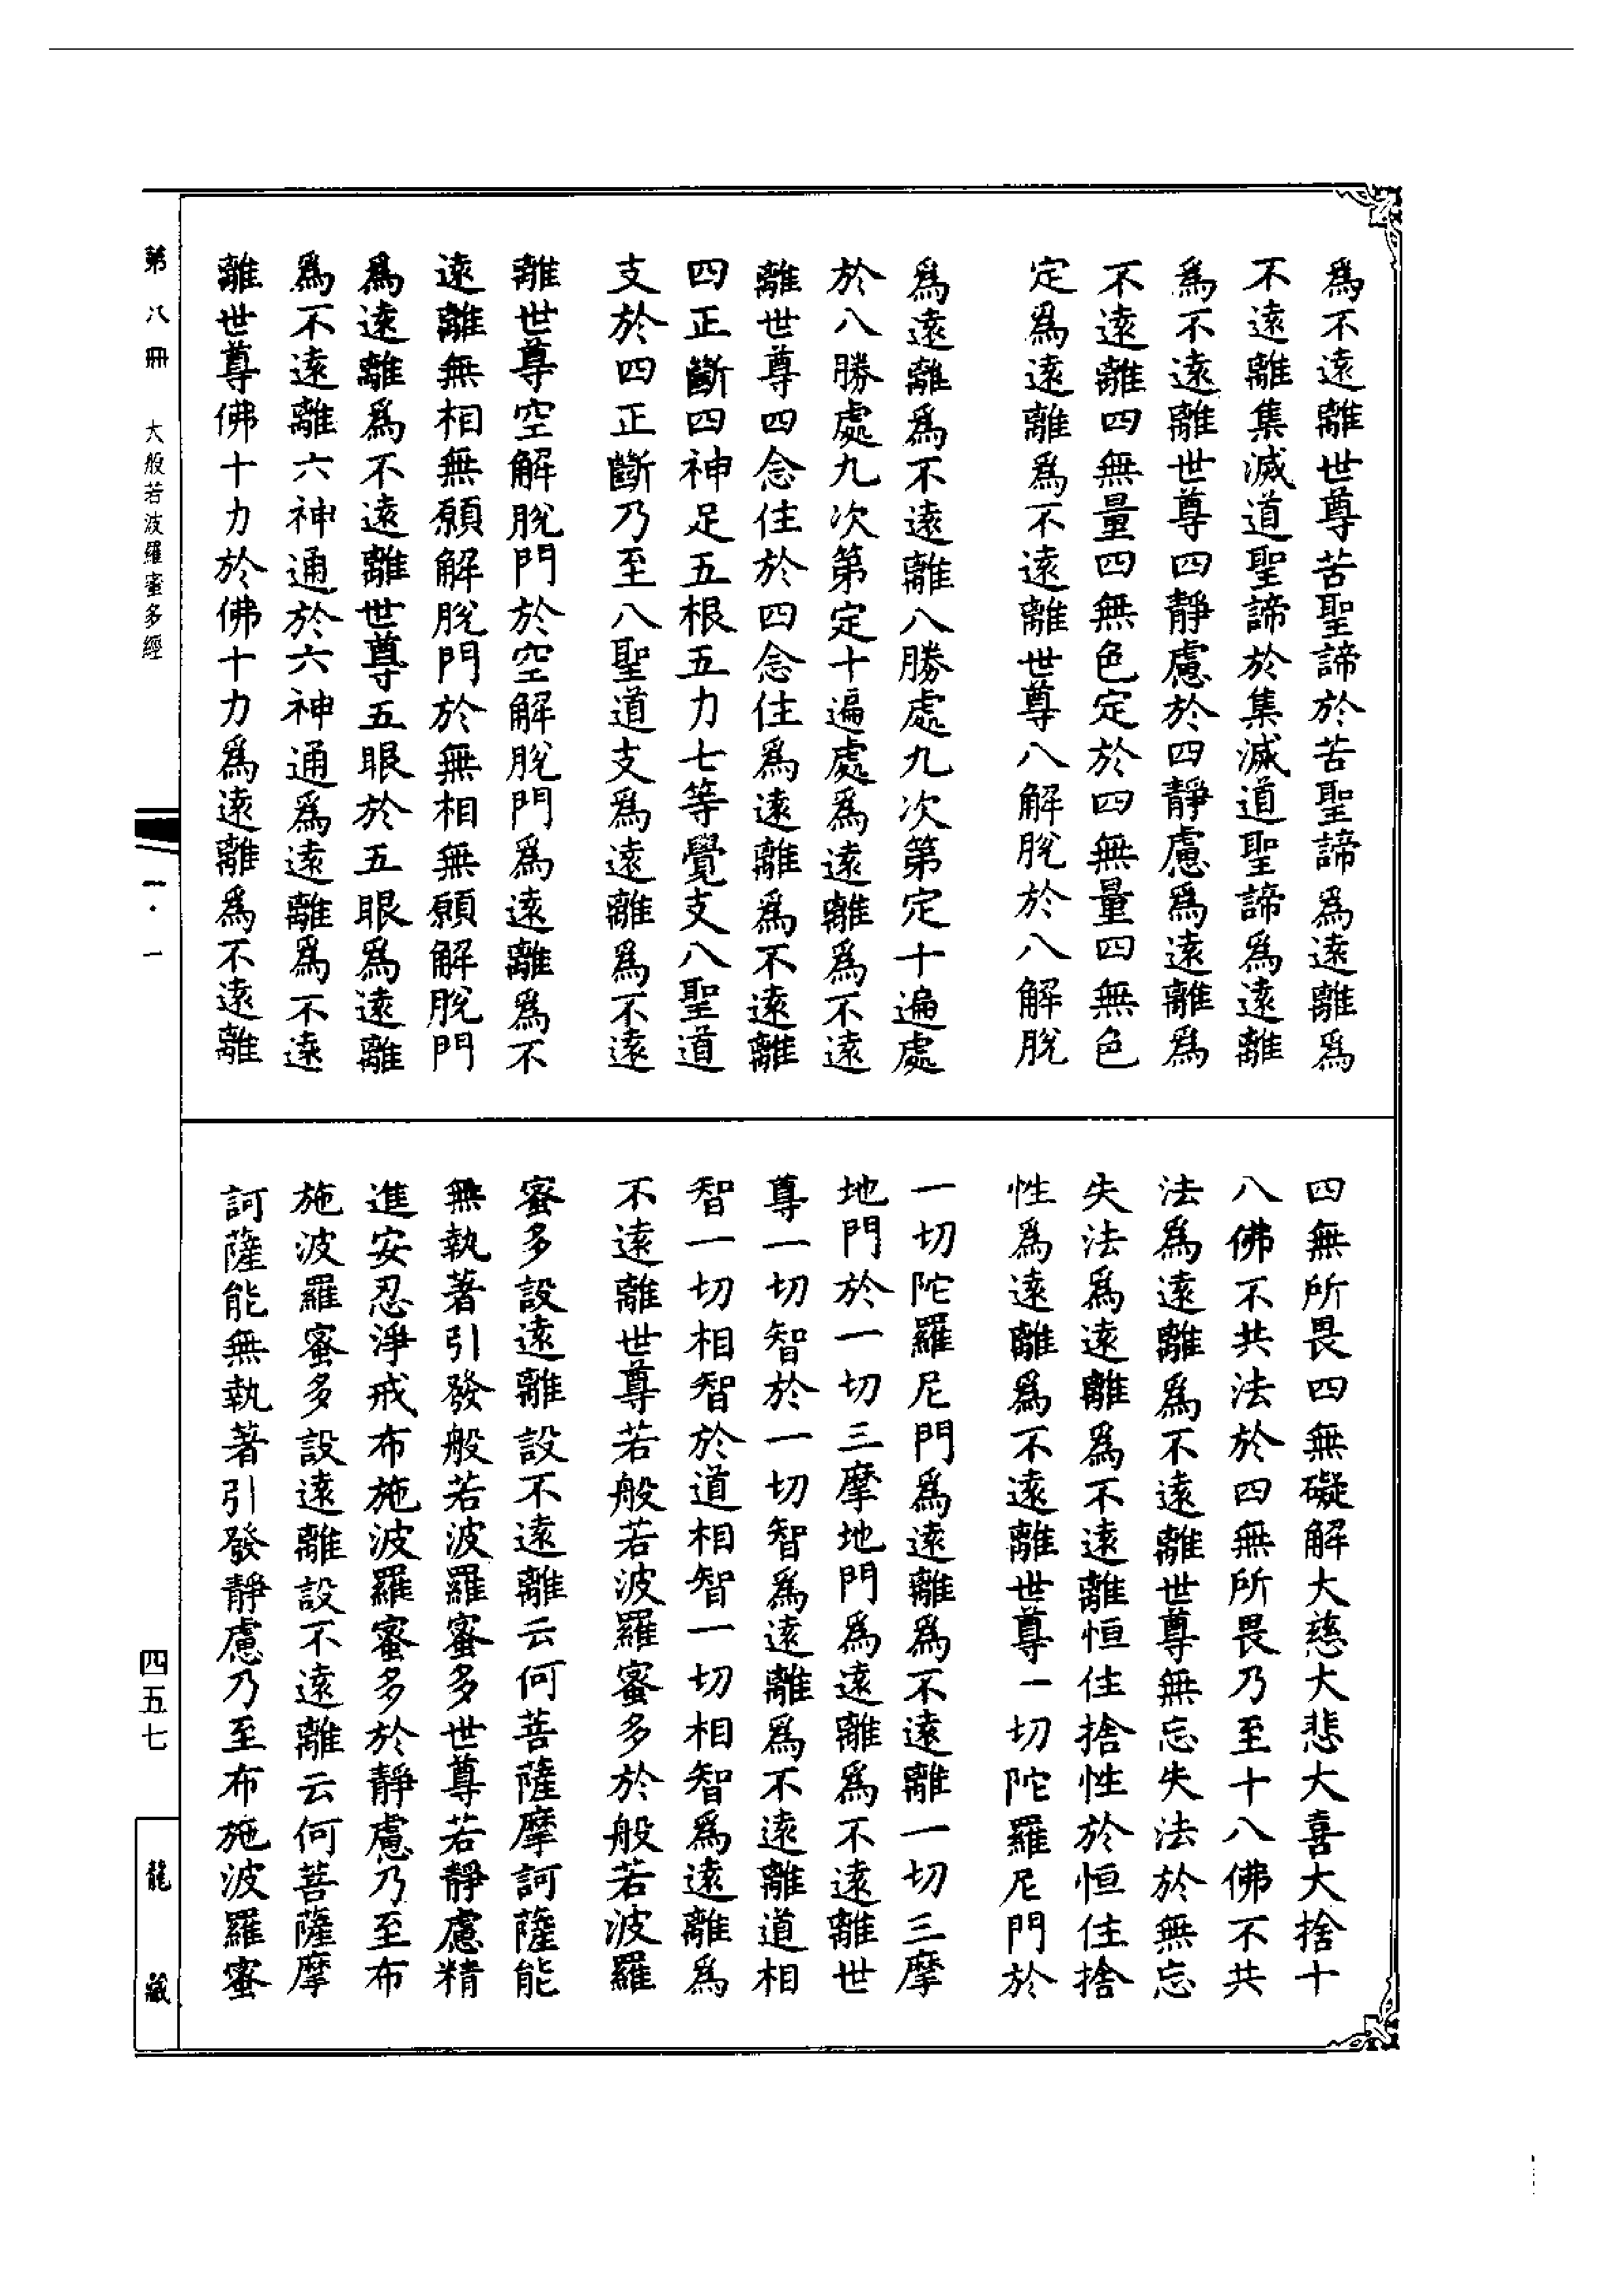 爲不遠離世尊苦聖諦於苦聖諦爲遠離爲
不遠離集滅道聖諦於集滅道聖諦爲遠離
爲不遠離世尊四靜慮於四靜慮爲遠離爲
不遠離四無量四無色定於四無量四無色
定爲遠離爲不遠離世尊八解脫於八解脫
爲遠離爲不遠離八勝處九次第定十遍處
於八勝處九次第定十遍處爲遠離爲不遠
離世尊四念住於四念住爲遠離爲不遠離
四正斷四神足五根五力七等覺支八聖道
支於四正斷乃至八聖道支爲遠離爲不遠
離世尊空解脫門於空解脫門爲遠離爲不
遠離無相無願解脫門於無相無願解脫門
爲遠離爲不遠離世尊五眼於五眼爲遠離
爲不遠離六神通於六神通爲遠離爲不遠
離世尊佛十力於佛十力爲遠離爲不遠離
四無所畏四無礙解大慈大悲大喜大捨十
八佛不共法於四無所畏乃至十八佛不共
法爲遠離爲不遠離世尊無忘失法於無忘
失法爲遠離爲不遠離恒住捨性於恒住捨
性爲遠離爲不遠離世尊一切陀羅尼門於
一切陀羅尼門爲遠離爲不遠離一切三摩
地門於一切三摩地門爲遠離爲不遠離世
尊一切智於一切智爲遠離爲不遠離道相
智一切相智於道相智一切相智爲遠離爲
不遠離世尊若般若波羅蜜多於般若波羅
蜜多設遠離設不遠離云何菩薩摩訶薩能
無執著引發般若波羅蜜多世尊若靜慮精
進安忍淨戒布施波羅蜜多於靜慮乃至布
施波羅蜜多設遠離設不遠離云何菩薩摩
訶薩能無執著引發靜慮乃至布施波羅蜜
第八冊 大般若波羅蜜多經
一・一
四五七
龍藏